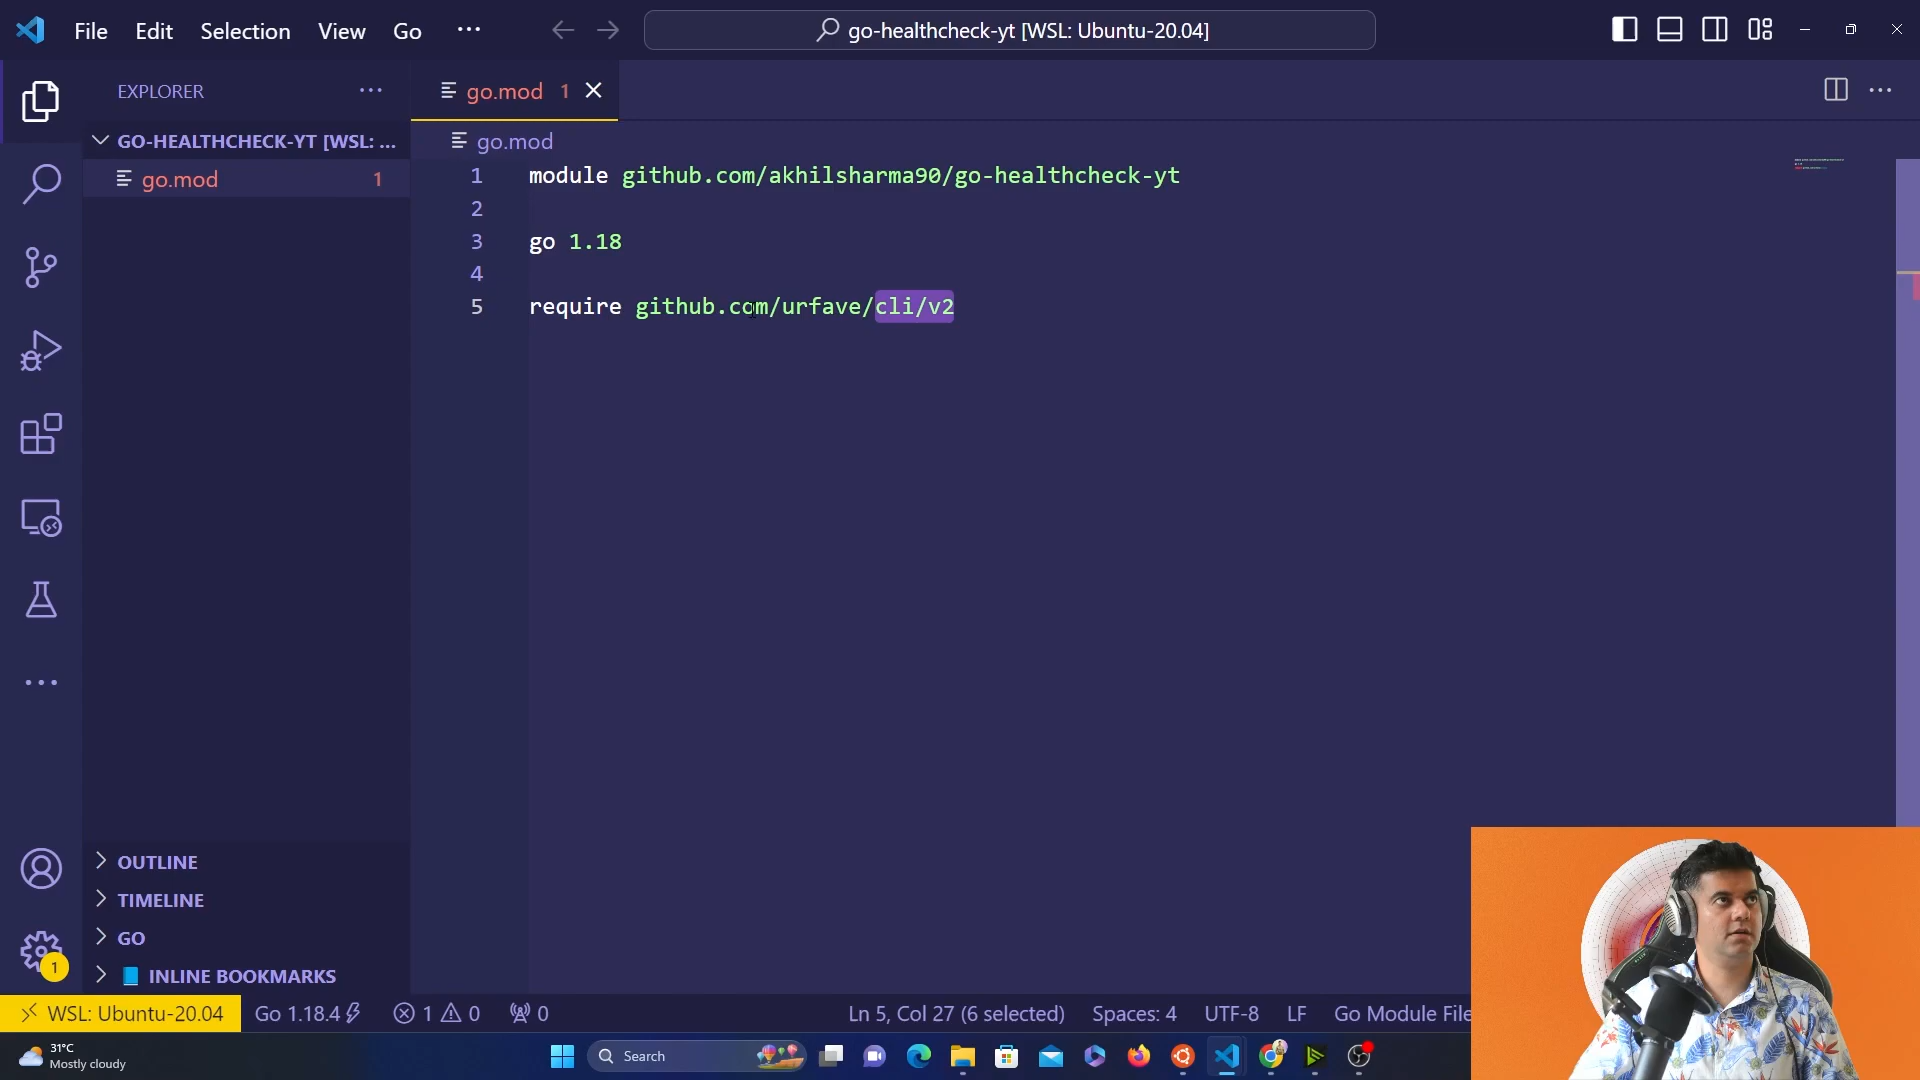 File Edit Selection View Go ···
go-healthcheck-yt [WSL: Ubuntu-20.04]
EXPLORER ···
go.mod 1
GO-HEALTHCHECK-YT [WSL: ...
go.mod 1
go.mod
1 module github.com/akhilsharma90/go-healthcheck-yt
2
3 go 1.18
4
5 require github.com/urfave/cli/v2
OUTLINE
TIMELINE
GO
INLINE BOOKMARKS
1
WSL: Ubuntu-20.04 Go 1.18.4 1 0 0 Ln 5, Col 27 (6 selected) Spaces: 4 UTF-8 LF Go Module File
31°C
Mostly cloudy
Search